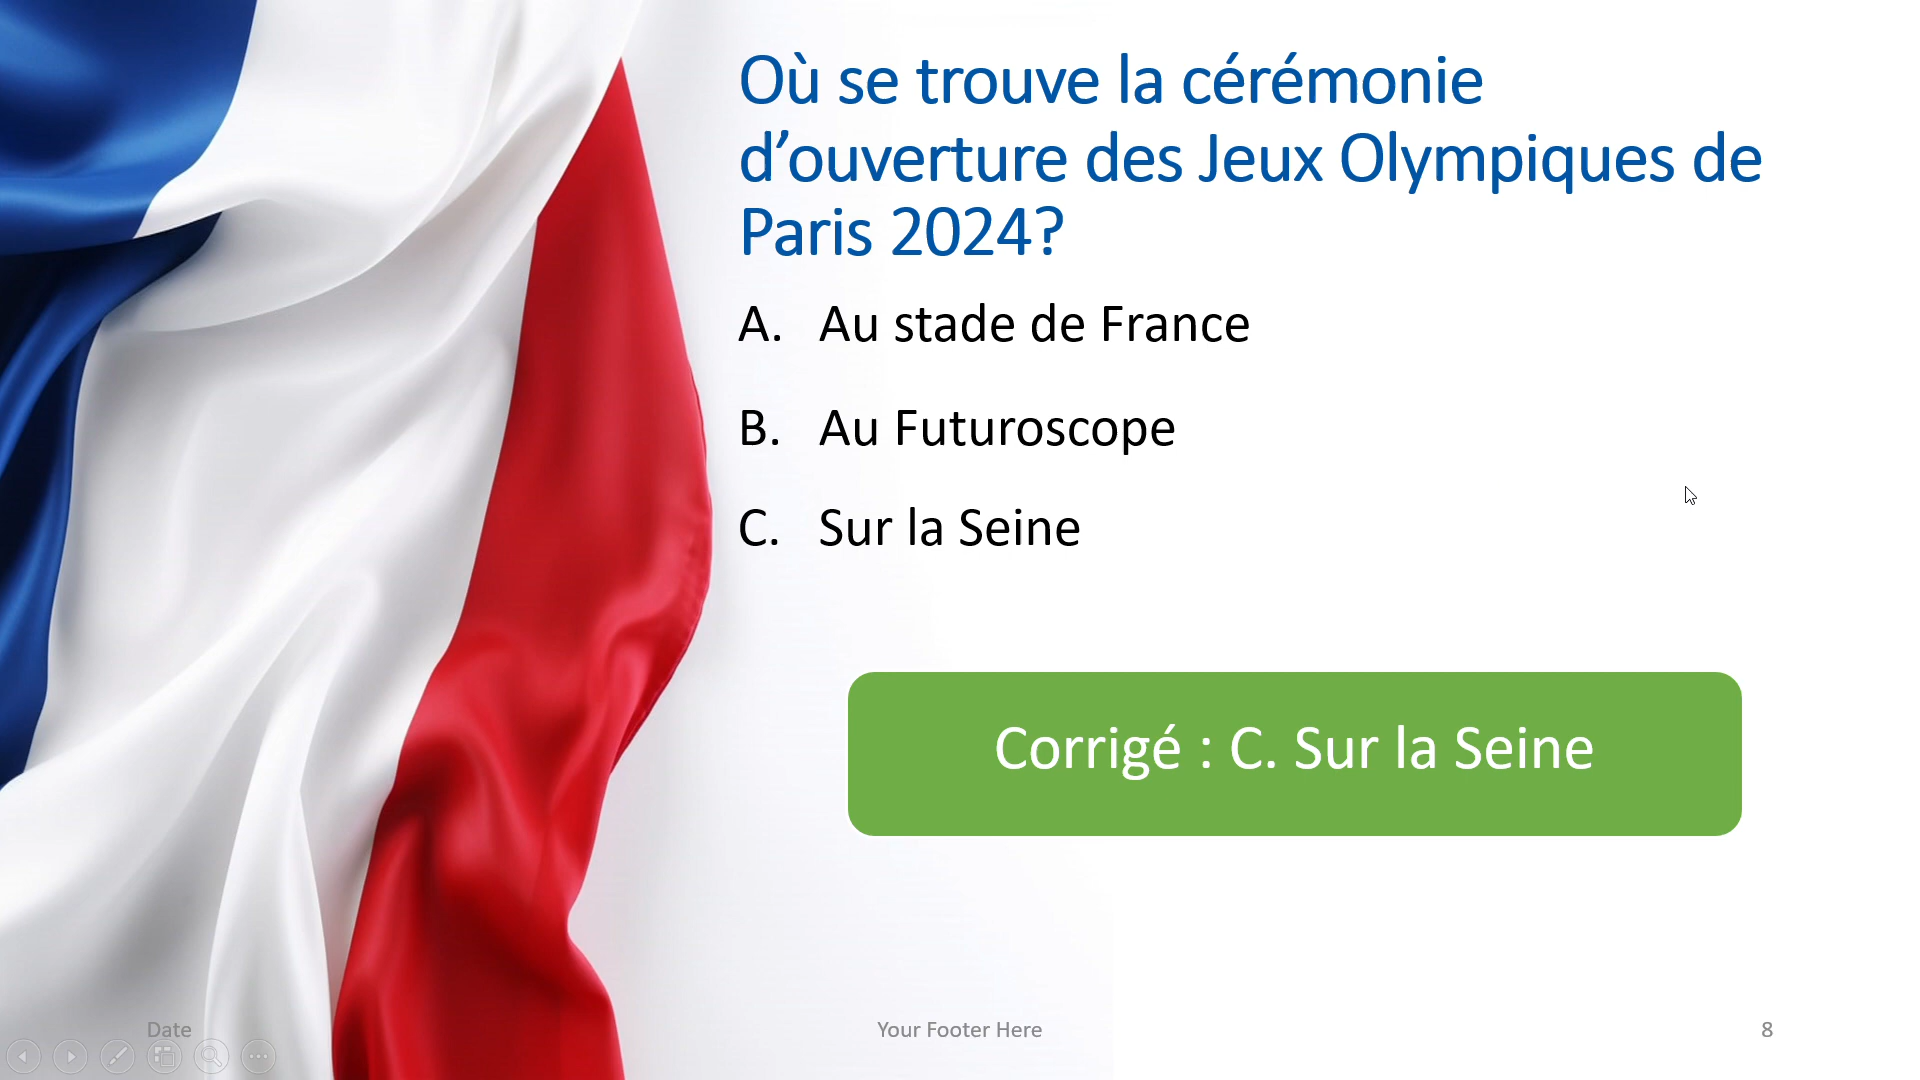 Où se trouve la cérémonie
d’ouverture des Jeux Olympiques de
Paris 2024?
A. Au stade de France
B. Au Futuroscope
C. Sur la Seine
Corrigé : C. Sur la Seine
Date
Your Footer Here
8